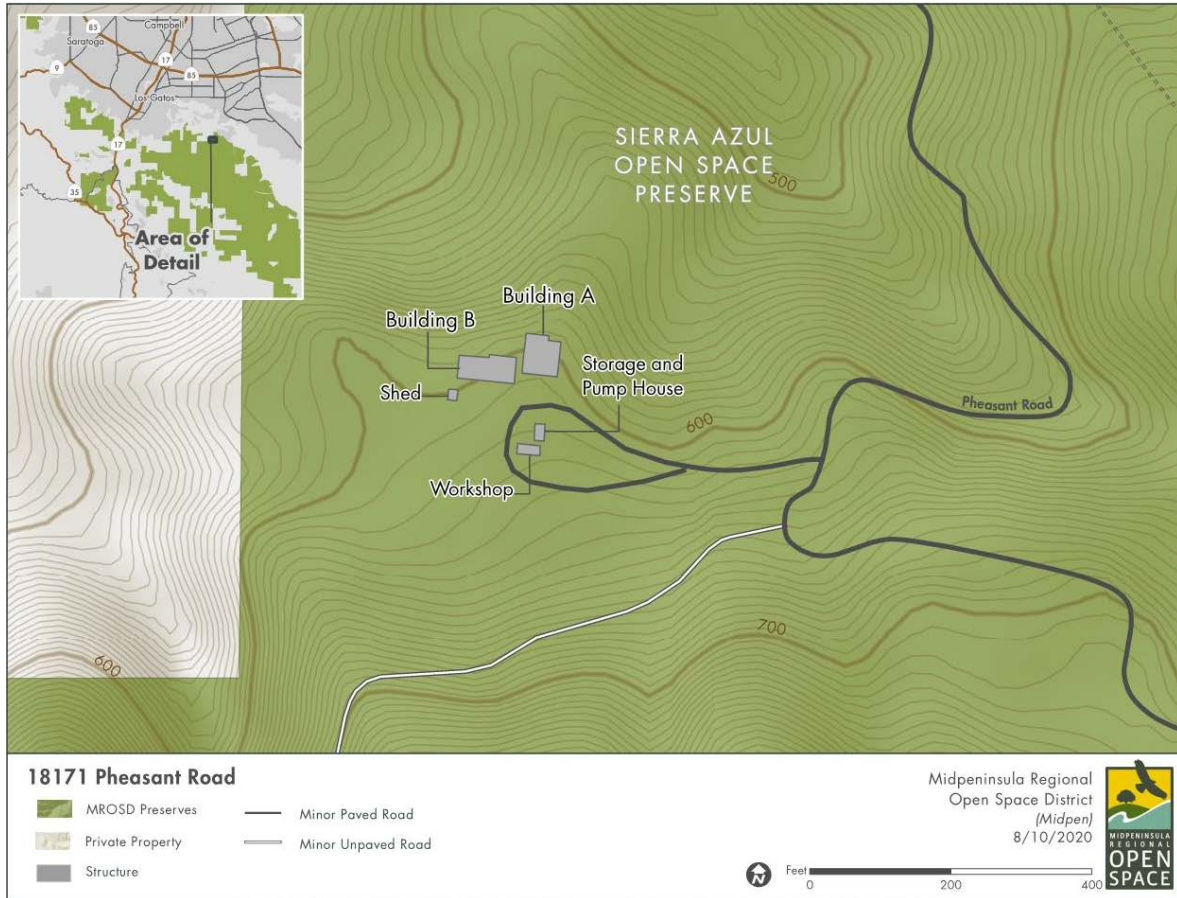 85
Campbell
Saratoga
17
9
85
Los Gatos
17
35
Area of
Detail
SIERRA AZUL
OPEN SPACE
PRESERVE
500
Building A
Building B
Storage and
Pump House
Shed
Pheasant Road
600
Workshop
700
600
18171 Pheasant Road
MROSD Preserves
Private Property
Structure
Minor Paved Road
Minor Unpaved Road
Midpeninsula Regional
Open Space District
(Midpen)
8/10/2020
N
Feet
0 200 400
MIDPENINSULA
REGIONAL
OPEN
SPACE